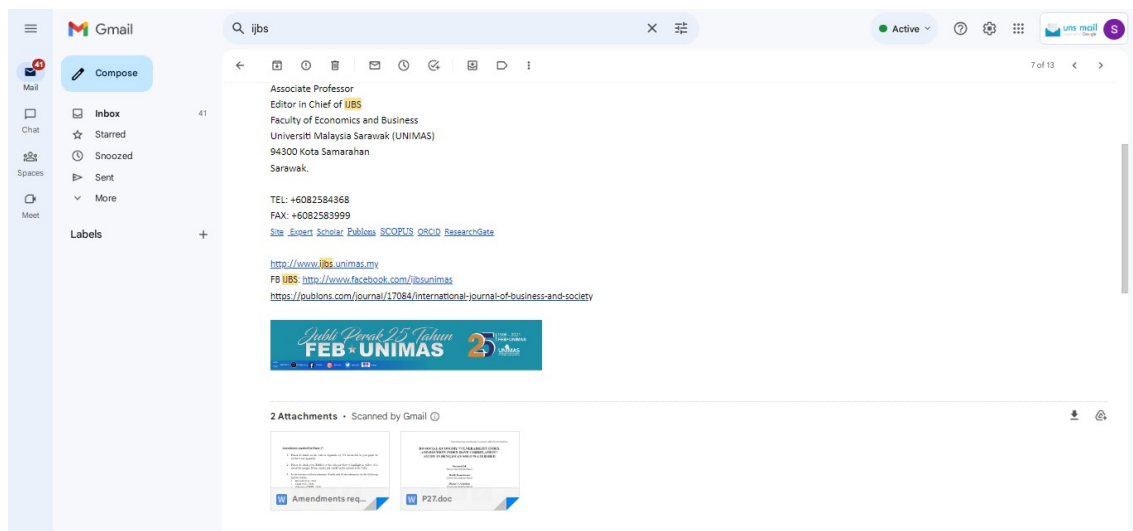 Gmail
ijbs
Active
uns mail
Google
S
41
Mail
Compose
7 of 13
Chat
Inbox 41
Starred
Spaces
Snoozed
Sent
Meet
More
Labels
Associate Professor
Editor in Chief of IJBS
Faculty of Economics and Business
Universiti Malaysia Sarawak (UNIMAS)
94300 Kota Samarahan
Sarawak.
TEL: +6082584368
FAX: +6082583999
Site Expert Scholar Publons SCOPUS ORCID ResearchGate
http://www.ijbs.unimas.my
FB IJBS: http://www.facebook.com/ijbsunimas
https://publons.com/journal/17084/international-journal-of-business-and-society
Jubli Perak 25 Tahun
FEB UNIMAS
25
UNIMAS
2 Attachments • Scanned by Gmail
W Amendments req...
W P27.doc